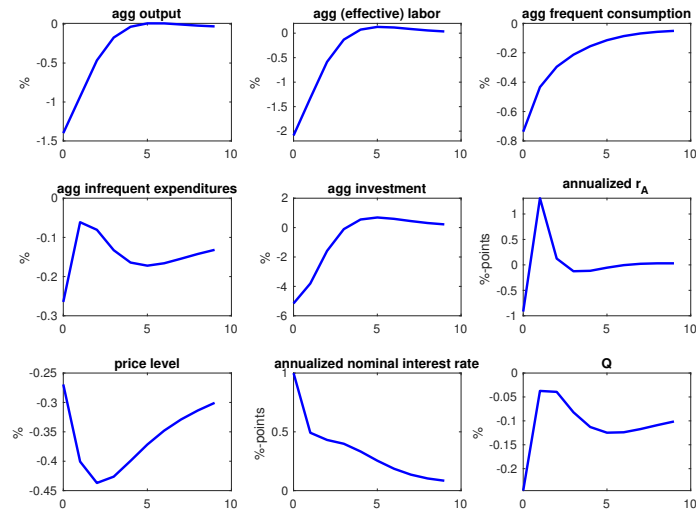 agg output
0
-0.5
-1
-1.5
%
0 5 10
agg (effective) labor
0
-0.5
-1
-1.5
-2
%
0 5 10
agg frequent consumption
0
-0.2
-0.4
-0.6
-0.8
%
0 5 10
agg infrequent expenditures
0
-0.1
-0.2
-0.3
%
0 5 10
agg investment
2
0
-2
-4
-6
%
0 5 10
annualized r_A
1
0.5
0
-0.5
-1
%-points
0 5 10
price level
-0.25
-0.3
-0.35
-0.4
-0.45
%
0 5 10
annualized nominal interest rate
1
0.5
0
%-points
0 5 10
Q
0
-0.05
-0.1
-0.15
-0.2
%
0 5 10